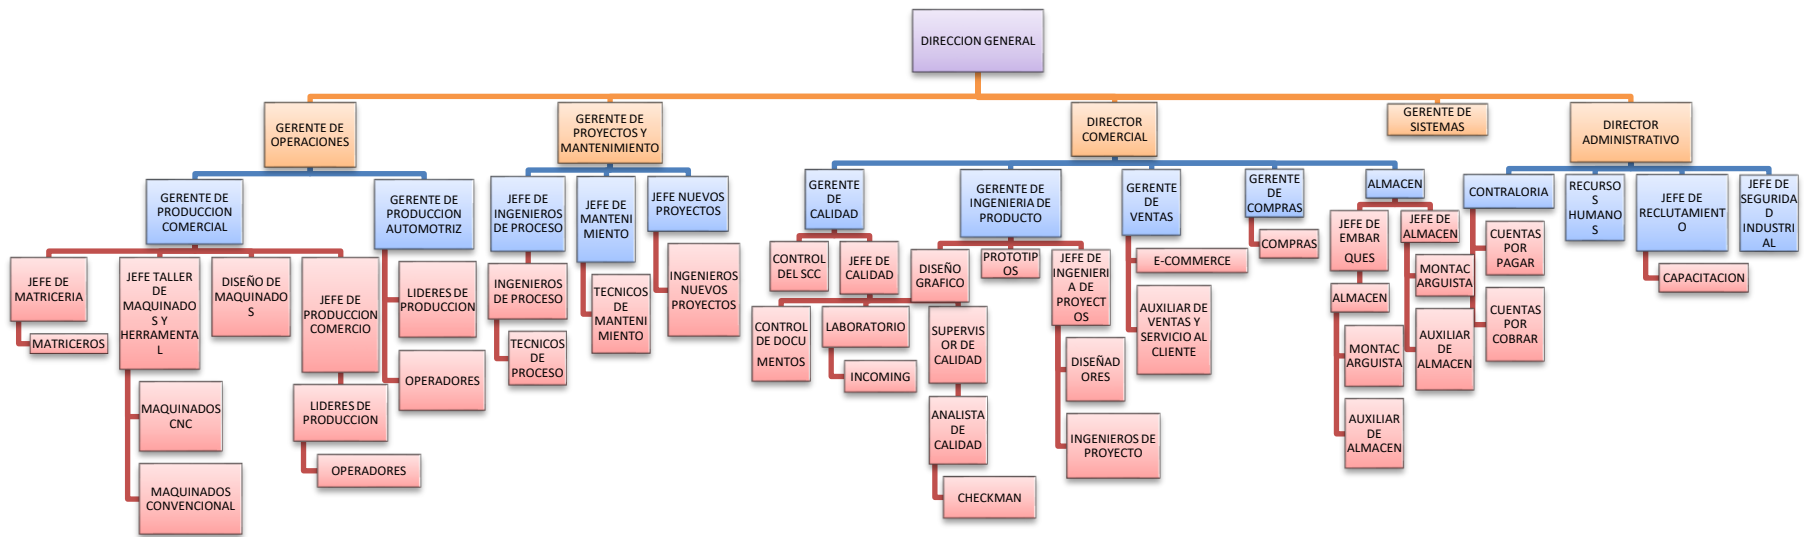 DIRECCION GENERAL
GERENTE DE
OPERACIONES
GERENTE DE
PROYECTOS Y
MANTENIMIENTO
DIRECTOR
COMERCIAL
GERENTE DE
SISTEMAS
DIRECTOR
ADMINISTRATIVO
GERENTE DE
PRODUCCION
COMERCIAL
GERENTE DE
PRODUCCION
AUTOMOTRIZ
JEFE DE
INGENIEROS
DE PROCESO
JEFE DE
MANTENI
MIENTO
JEFE NUEVOS
PROYECTOS
GERENTE
DE
CALIDAD
GERENTE DE
INGENIERIA DE
PRODUCTO
GERENTE
DE
VENTAS
GERENTE
DE
COMPRAS
ALMACEN
CONTRALORIA
RECURSO
S
HUMANO
S
JEFE DE
RECLUTAMIENT
O
JEFE DE
SEGURIDA
D
INDUSTRI
AL
JEFE DE
MATRICERIA
MATRICEROS
JEFE TALLER
DE
MAQUINADO
S Y
HERRAMENTA
L
MAQUINADOS
CNC
MAQUINADOS
CONVENCIONAL
DISEÑO DE
MAQUINADO
S
JEFE DE
PRODUCCION
COMERCIO
LIDERES DE
PRODUCCION
OPERADORES
LIDERES DE
PRODUCCION
OPERADORES
INGENIEROS
DE PROCESO
TECNICOS
DE
PROCESO
TECNICOS
DE
MANTENI
MIENTO
INGENIEROS
NUEVOS
PROYECTOS
CONTROL
DEL SCC
JEFE DE
CALIDAD
CONTROL
DE DOCU
MENTOS
LABORATORIO
INCOMING
SUPERVI
SOR DE
CALIDAD
ANALISTA
DE
CALIDAD
CHECKMAN
DISEÑO
GRAFICO
PROTOTIP
OS
JEFE DE
INGENIERI
A DE
PROYECT
OS
DISEÑAD
ORES
INGENIEROS DE
PROYECTO
E-COMMERCE
AUXILIAR DE
VENTAS Y
SERVICIO AL
CLIENTE
COMPRAS
JEFE DE
EMBAR
QUES
ALMACEN
MONTAC
ARGUISTA
AUXILIAR
DE
ALMACEN
JEFE DE
ALMACEN
MONTAC
ARGUISTA
AUXILIAR
DE
ALMACEN
CUENTAS
POR
PAGAR
CUENTAS
POR
COBRAR
CAPACITACION